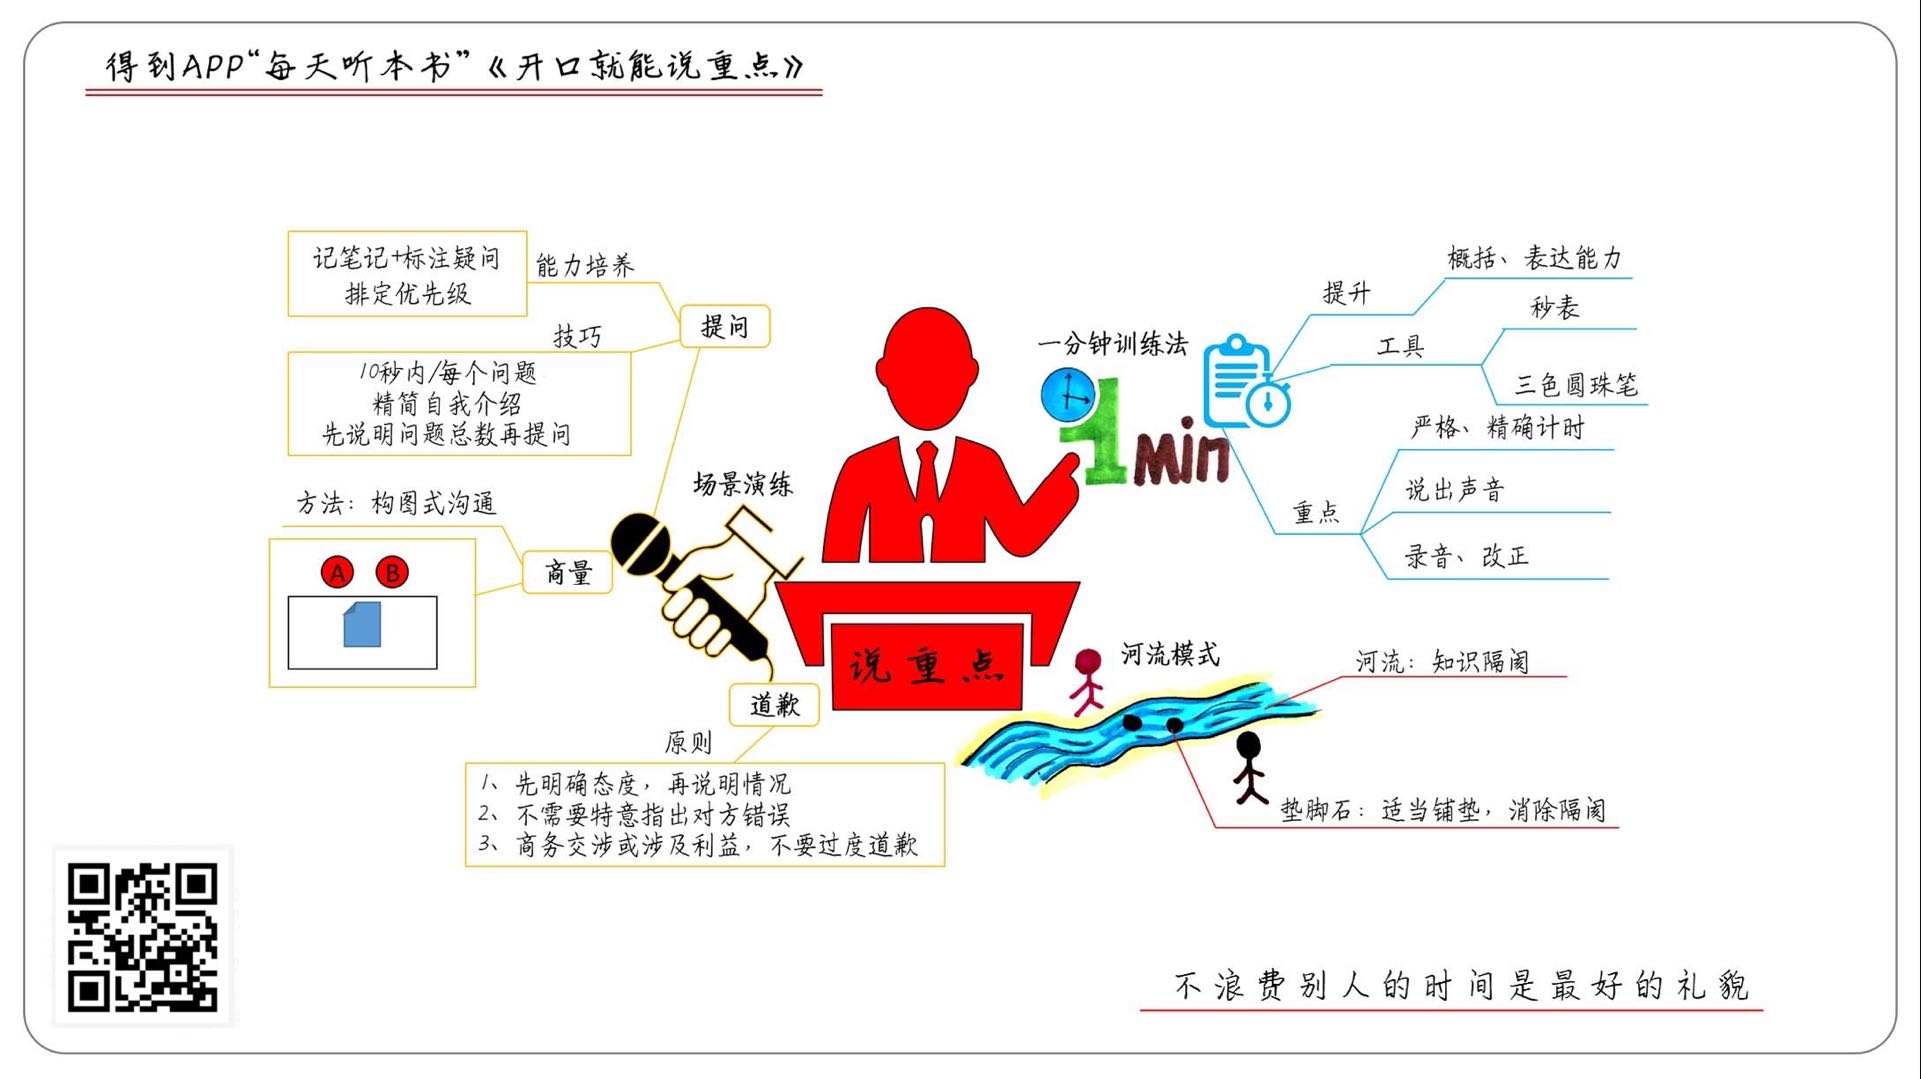 得到APP“每天听本书”《开口就能说重点》
记笔记+标注疑问
排定优先级
能力培养
提问
技巧
10秒内/每个问题
精简自我介绍
先说明问题总数再提问
场景演练
方法：构图式沟通
A
B
商量
道歉
原则
1、先明确态度，再说明情况
2、不需要特意指出对方错误
3、商务交涉或涉及利益，不要过度道歉
说重点
一分钟训练法
1min
提升
概括、表达能力
工具
秒表
三色圆珠笔
重点
严格、精确计时
说出声音
录音、改正
河流模式
河流：知识隔阂
垫脚石：适当铺垫，消除隔阂
不浪费别人的时间是最好的礼貌